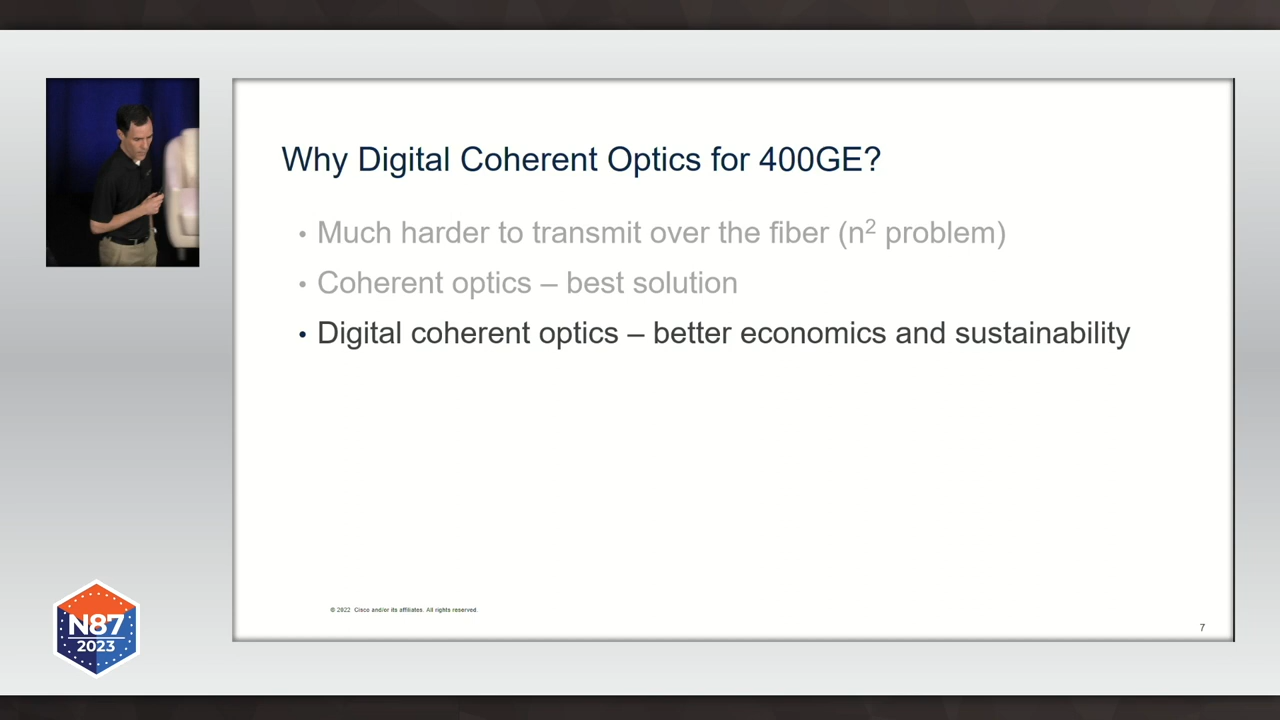 Why Digital Coherent Optics for 400GE?
• Much harder to transmit over the fiber (n² problem)
• Coherent optics – best solution
• Digital coherent optics – better economics and sustainability
© 2022 Cisco and/or its affiliates. All rights reserved.
7
N87
2023